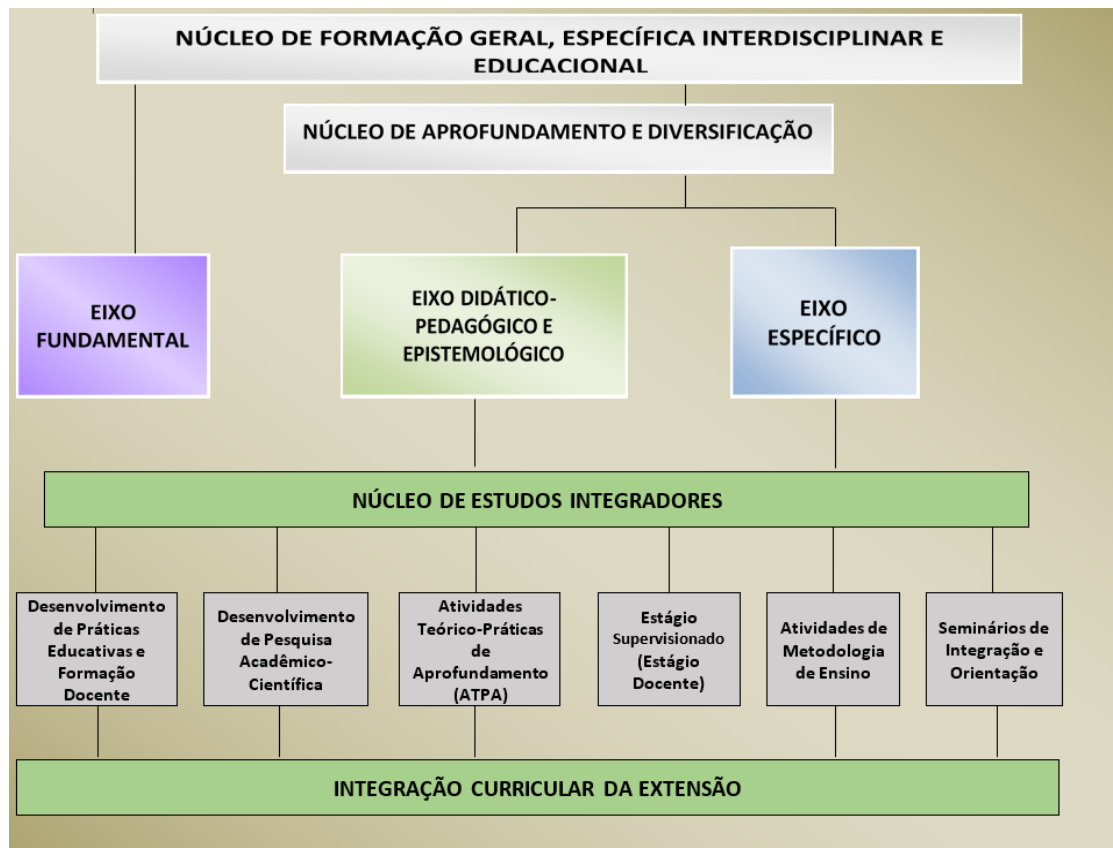 NÚCLEO DE FORMAÇÃO GERAL, ESPECÍFICA INTERDISCIPLINAR E
EDUCACIONAL
NÚCLEO DE APROFUNDAMENTO E DIVERSIFICAÇÃO
EIXO
FUNDAMENTAL
EIXO DIDÁTICO-
PEDAGÓGICO E
EPISTEMOLÓGICO
EIXO
ESPECÍFICO
NÚCLEO DE ESTUDOS INTEGRADORES
Desenvolvimento
de Práticas
Educativas e
Formação
Docente
Desenvolvimento
de Pesquisa
Acadêmico-
Científica
Atividades
Teórico-Práticas
de
Aprofundamento
(ATPA)
Estágio
Supervisionado
(Estágio
Docente)
Atividades de
Metodologia
de Ensino
Seminários de
Integração e
Orientação
INTEGRAÇÃO CURRICULAR DA EXTENSÃO